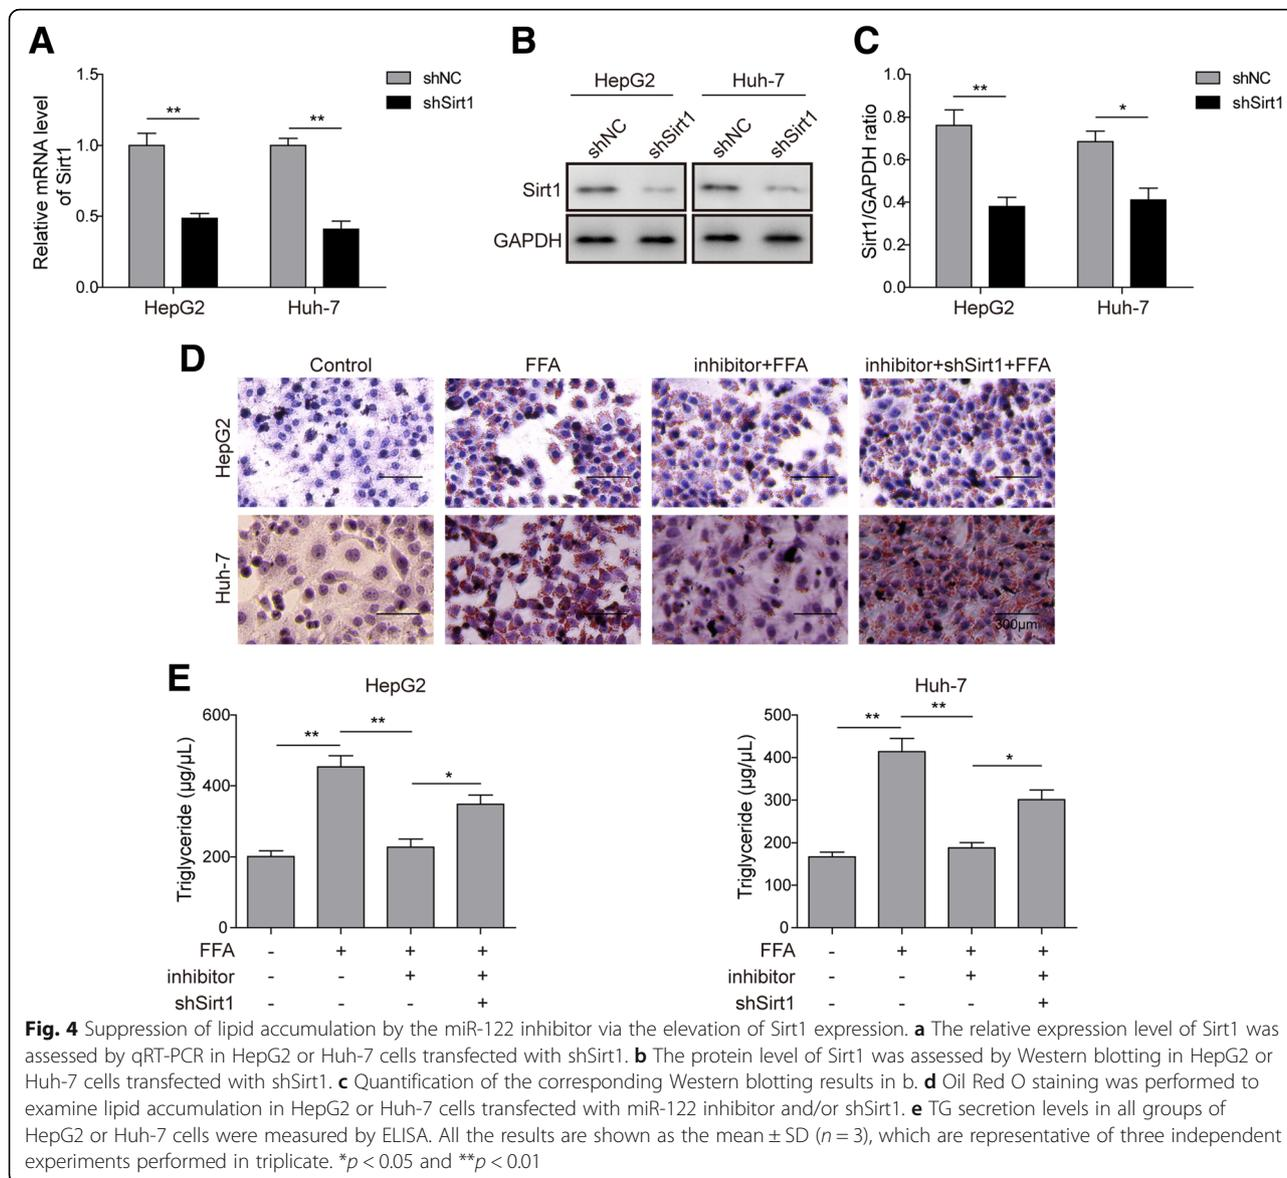 A
1.5
1.0
0.5
0.0
Relative mRNA level
of Sirt1
**
**
HepG2
Huh-7
shNC
shSirt1
B
HepG2
Huh-7
shNC
shSirt1
shNC
shSirt1
Sirt1
GAPDH
C
1.0
0.8
0.6
0.4
0.2
0.0
Sirt1/GAPDH ratio
**
*
HepG2
Huh-7
shNC
shSirt1
D
Control
FFA
inhibitor+FFA
inhibitor+shSirt1+FFA
HepG2
Huh-7
300μm
E
HepG2
600
400
200
0
Triglyceride (μg/μL)
**
**
*
FFA - + + +
inhibitor - - + +
shSirt1 - - - +
Huh-7
500
400
300
200
100
0
Triglyceride (μg/μL)
**
**
*
FFA - + + +
inhibitor - - + +
shSirt1 - - - +
Fig. 4 Suppression of lipid accumulation by the miR-122 inhibitor via the elevation of Sirt1 expression. a The relative expression level of Sirt1 was
assessed by qRT-PCR in HepG2 or Huh-7 cells transfected with shSirt1. b The protein level of Sirt1 was assessed by Western blotting in HepG2 or
Huh-7 cells transfected with shSirt1. c Quantification of the corresponding Western blotting results in b. d Oil Red O staining was performed to
examine lipid accumulation in HepG2 or Huh-7 cells transfected with miR-122 inhibitor and/or shSirt1. e TG secretion levels in all groups of
HepG2 or Huh-7 cells were measured by ELISA. All the results are shown as the mean ± SD (n = 3), which are representative of three independent
experiments performed in triplicate. *p < 0.05 and **p < 0.01